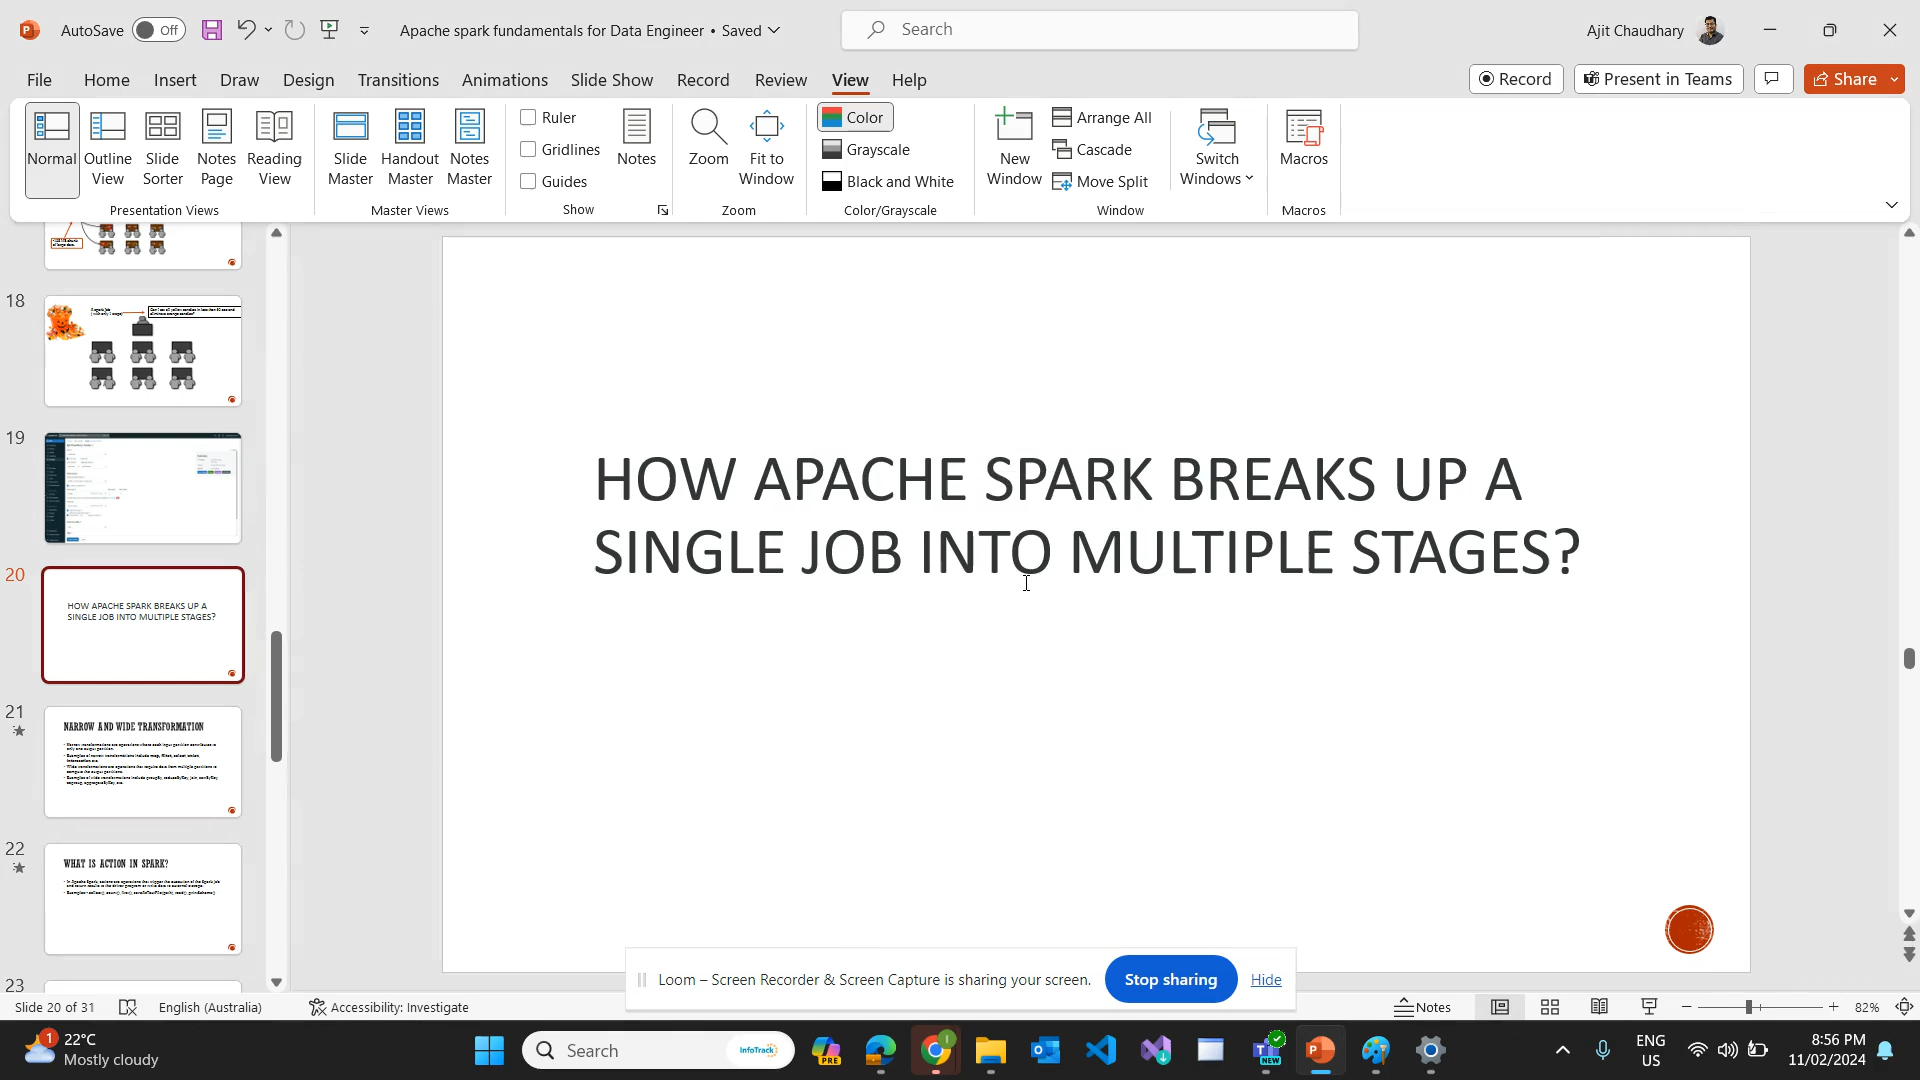 AutoSave Off Apache spark fundamentals for Data Engineer • Saved Search Ajit Chaudhary
File Home Insert Draw Design Transitions Animations Slide Show Record Review View Help Record Present in Teams Share
Normal Outline View Slide Sorter Notes Page Reading View
Presentation Views
Slide Master Handout Master Notes Master
Master Views
Ruler
Gridlines
Guides
Notes
Show
Zoom Fit to Window
Zoom
Color
Grayscale
Black and White
Color/Grayscale
New Window
Arrange All
Cascade
Move Split
Switch Windows
Window
Macros
Macros
18
19
20
HOW APACHE SPARK BREAKS UP A
SINGLE JOB INTO MULTIPLE STAGES?
21
NARROW AND WIDE TRANSFORMATION
22
WHAT IS ACTION IN SPARK?
23
HOW APACHE SPARK BREAKS UP A
SINGLE JOB INTO MULTIPLE STAGES?
Loom – Screen Recorder & Screen Capture is sharing your screen. Stop sharing Hide
Slide 20 of 31 English (Australia) Accessibility: Investigate Notes 82%
1 22°C
Mostly cloudy
Search InfoTrack
PRE
NEW
ENG
US
8:56 PM
11/02/2024